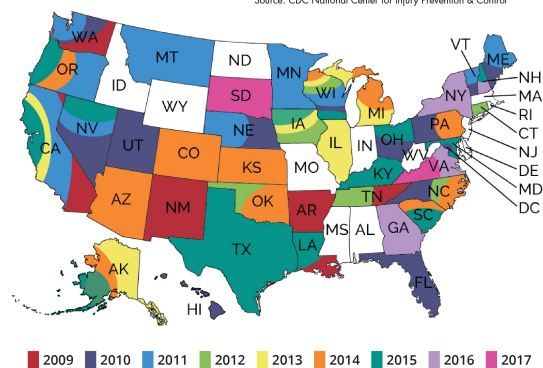 Source: CDC National Center for Injury Prevention & Control
WA
MT
ND
MN
VT
ME
OR
ID
SD
WI
NH
WY
MI
NY
MA
RI
NV
NE
IA
PA
CT
CA
UT
CO
IL
IN
OH
NJ
DE
KS
MO
WV
VA
MD
KY
DC
AZ
NM
OK
AR
TN
NC
SC
TX
LA
MS
AL
GA
AK
HI
FL
2009 2010 2011 2012 2013 2014 2015 2016 2017